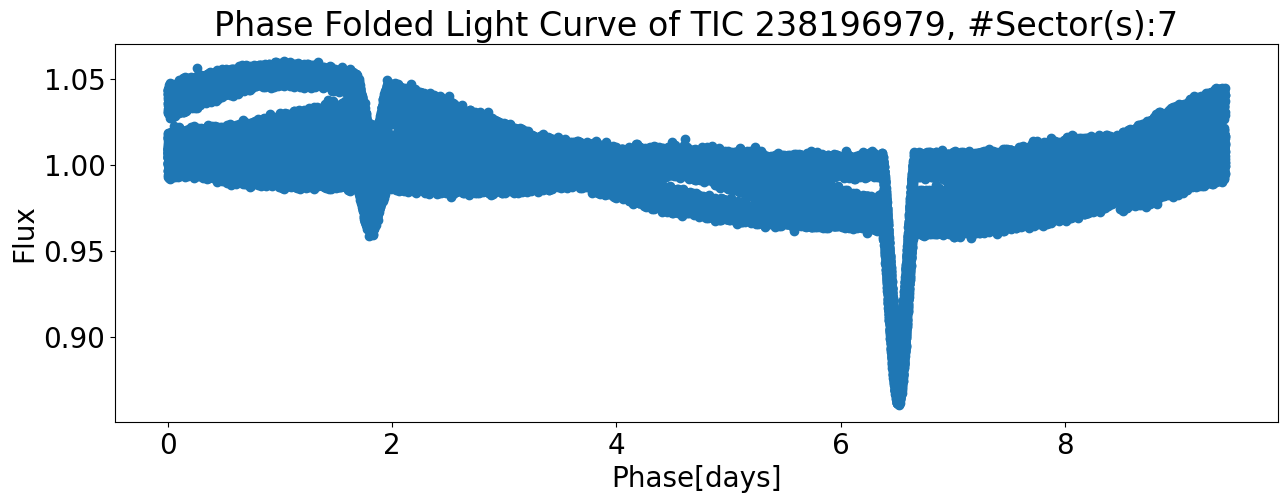 Phase Folded Light Curve of TIC 238196979, #Sector(s):7
1.05
1.00
0.95
0.90
Flux
0 2 4 6 8
Phase[days]